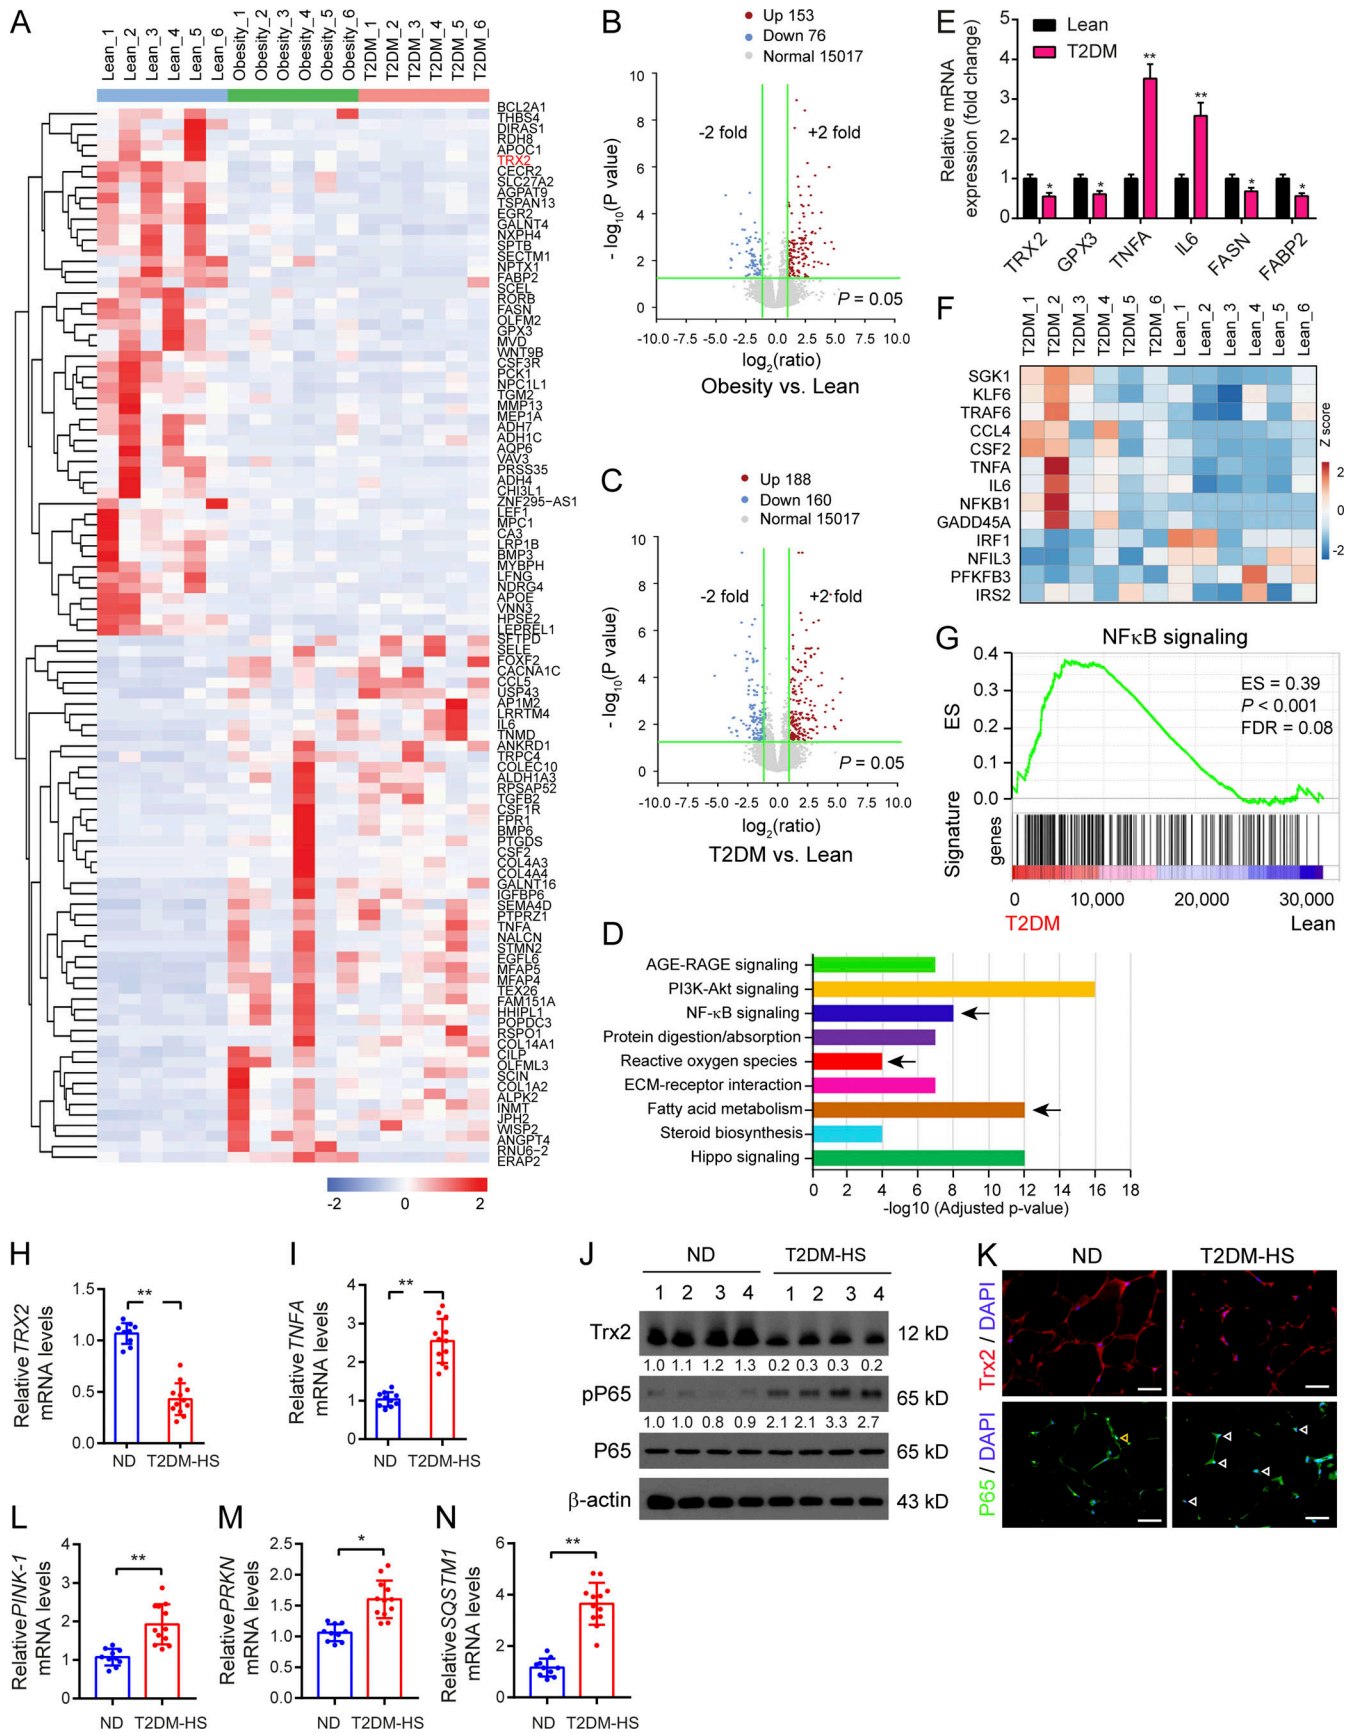 A
Lean_1
Lean_2
Lean_3
Lean_4
Lean_5
Lean_6
Obesity_1
Obesity_2
Obesity_3
Obesity_4
Obesity_5
Obesity_6
T2DM_1
T2DM_2
T2DM_3
T2DM_4
T2DM_5
T2DM_6
BCL2A1
THBS4
DIRAS1
RDH8
APOC1
TRX2
CECR2
SLC27A2
AGPAT9
TSPAN13
EGR2
GALNT4
NXPH4
SPTB
SECTM1
NPTX1
FABP2
SCEL
RORB
FASN
OLFM2
GPX3
MVD
WNT9B
CSF3R
PCK1
NPC1L1
TGM2
MMP13
MEP1A
ADH7
ADH1C
AQP6
VAV3
PRSS35
ADH4
CHI3L1
ZNF295-AS1
LEF1
MPC1
CA3
LRP1B
BMP3
MYBPH
LFNG
NDRG4
APOE
VNN3
HPSE2
LEPREL1
SFTPD
SELE
FOXF2
CACNA1C
CCL5
USP43
AP1M2
LRRTM4
IL6
TNMD
ANKRD1
TRPC4
COLEC10
ALDH1A3
RPSAP52
TGFB2
CSF1R
FPR1
BMP6
PTGDS
CSF2
COL4A3
COL4A4
GALNT16
IGFBP6
SEMA4D
PTPRZ1
TNFA
NALCN
STMN2
EGFL6
MFAP5
MFAP4
TEX26
FAM151A
HHIPL1
POPDC3
RSPO1
COL14A1
CILP
OLFML3
SCIN
COL1A2
ALPK2
INMT
JPH2
WISP2
ANGPT4
RNU6-2
ERAP2
-2 0 2
B
Up 153
Down 76
Normal 15017
10
8
6
4
2
0
-2 fold +2 fold
P = 0.05
- log10(P value)
-10.0 -7.5 -5.0 -2.5 0 2.5 5.0 7.5 10.0
log2(ratio)
Obesity vs. Lean
C
Up 188
Down 160
Normal 15017
10
8
6
4
2
0
-2 fold +2 fold
P = 0.05
- log10(P value)
-10.0 -7.5 -5.0 -2.5 0 2.5 5.0 7.5 10.0
log2(ratio)
T2DM vs. Lean
D
AGE-RAGE signaling
PI3K-Akt signaling
NF-κB signaling
Protein digestion/absorption
Reactive oxygen species
ECM-receptor interaction
Fatty acid metabolism
Steroid biosynthesis
Hippo signaling
0 2 4 6 8 10 12 14 16 18
-log10 (Adjusted p-value)
E
Lean
T2DM
Relative mRNA
expression (fold change)
5
4
3
2
1
0
* * ** ** * *
TRX2
GPX3
TNFA
IL6
FASN
FABP2
F
T2DM_1
T2DM_2
T2DM_3
T2DM_4
T2DM_5
T2DM_6
Lean_1
Lean_2
Lean_3
Lean_4
Lean_5
Lean_6
SGK1
KLF6
TRAF6
CCL4
CSF2
TNFA
IL6
NFKB1
GADD45A
IRF1
NFIL3
PFKFB3
IRS2
Z score
2
0
-2
G
NFκB signaling
0.4
0.3
0.2
0.1
0.0
ES
ES = 0.39
P < 0.001
FDR = 0.08
Signature
genes
0 10,000 20,000 30,000
T2DM Lean
H
Relative TRX2
mRNA levels
1.5
1.0
0.5
0.0
**
ND T2DM-HS
I
Relative TNFA
mRNA levels
4
3
2
1
0
**
ND T2DM-HS
J
ND T2DM-HS
1 2 3 4 1 2 3 4
Trx2 12 kD
1.0 1.1 1.2 1.3 0.2 0.3 0.3 0.2
pP65 65 kD
1.0 1.0 0.8 0.9 2.1 2.1 3.3 2.7
P65 65 kD
β-actin 43 kD
K
ND T2DM-HS
Trx2 / DAPI
P65 / DAPI
L
Relative PINK-1
mRNA levels
4
3
2
1
0
**
ND T2DM-HS
M
Relative PRKN
mRNA levels
2.5
2.0
1.5
1.0
0.5
0.0
*
ND T2DM-HS
N
Relative SQSTM1
mRNA levels
6
4
2
0
**
ND T2DM-HS